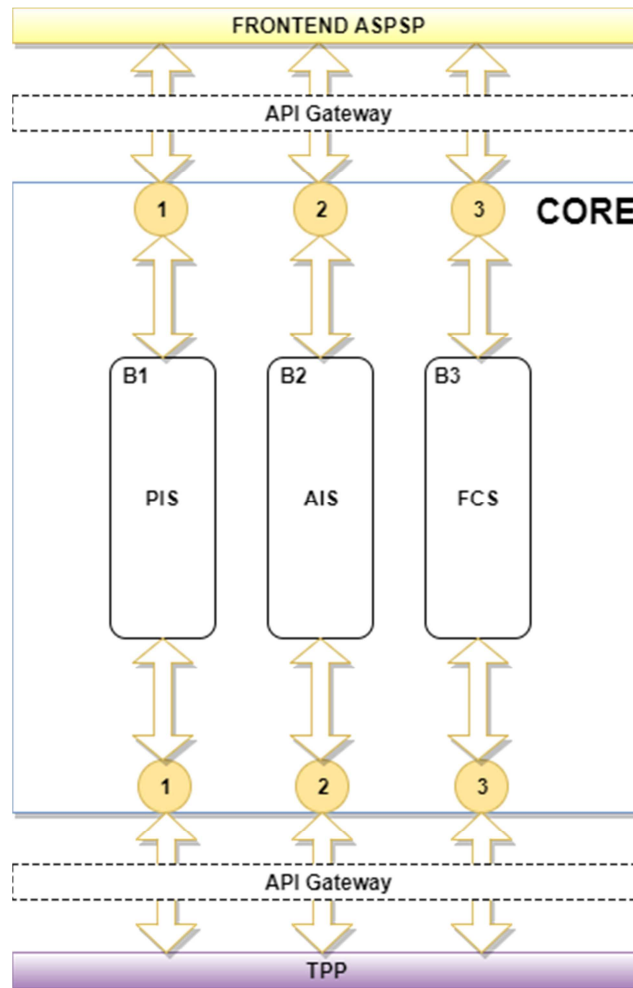 FRONTEND ASPSP
API Gateway
1
2
3
CORE
B1
B2
B3
PIS
AIS
FCS
1
2
3
API Gateway
TPP